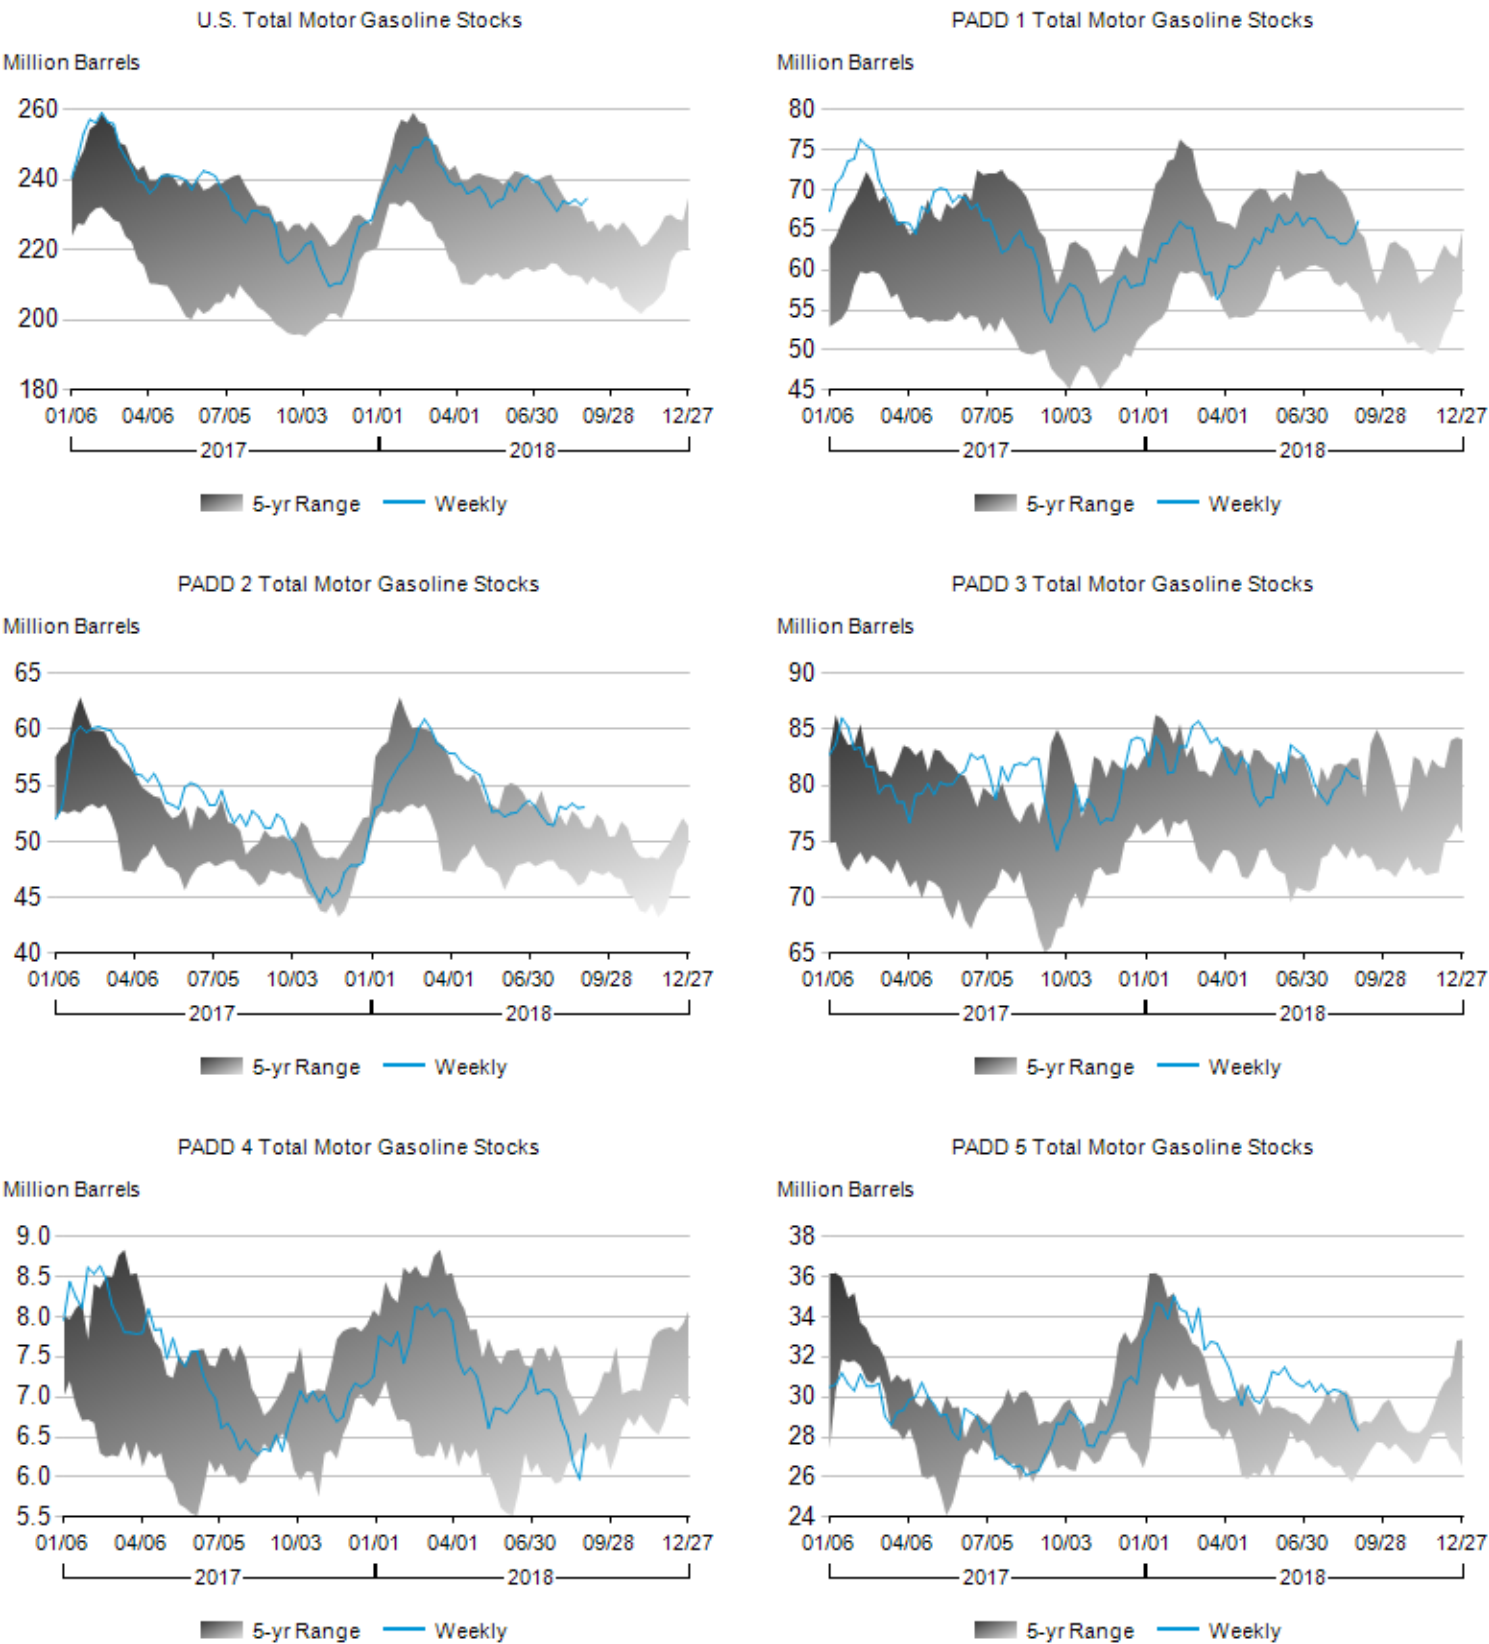 U.S. Total Motor Gasoline Stocks
Million Barrels
260
240
220
200
180
01/06 04/06 07/05 10/03 01/01 04/01 06/30 09/28 12/27
2017 2018
5-yr Range Weekly
PADD 1 Total Motor Gasoline Stocks
Million Barrels
80
75
70
65
60
55
50
45
01/06 04/06 07/05 10/03 01/01 04/01 06/30 09/28 12/27
2017 2018
5-yr Range Weekly
PADD 2 Total Motor Gasoline Stocks
Million Barrels
65
60
55
50
45
40
01/06 04/06 07/05 10/03 01/01 04/01 06/30 09/28 12/27
2017 2018
5-yr Range Weekly
PADD 3 Total Motor Gasoline Stocks
Million Barrels
90
85
80
75
70
65
01/06 04/06 07/05 10/03 01/01 04/01 06/30 09/28 12/27
2017 2018
5-yr Range Weekly
PADD 4 Total Motor Gasoline Stocks
Million Barrels
9.0
8.5
8.0
7.5
7.0
6.5
6.0
5.5
01/06 04/06 07/05 10/03 01/01 04/01 06/30 09/28 12/27
2017 2018
5-yr Range Weekly
PADD 5 Total Motor Gasoline Stocks
Million Barrels
38
36
34
32
30
28
26
24
01/06 04/06 07/05 10/03 01/01 04/01 06/30 09/28 12/27
2017 2018
5-yr Range Weekly